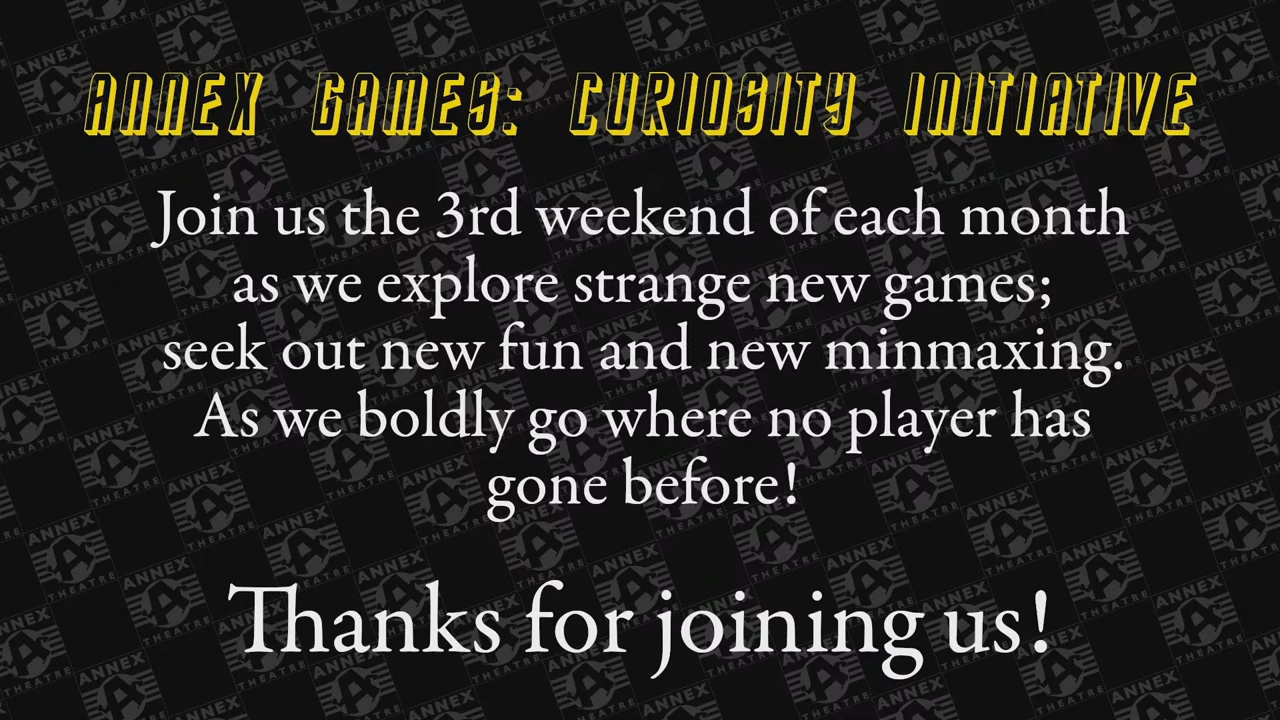 ANNEX GAMES: CURIOSITY INITIATIVE
Join us the 3rd weekend of each month
as we explore strange new games;
seek out new fun and new minmaxing.
As we boldly go where no player has
gone before!
Thanks for joining us!
ANNEX
THEATRE